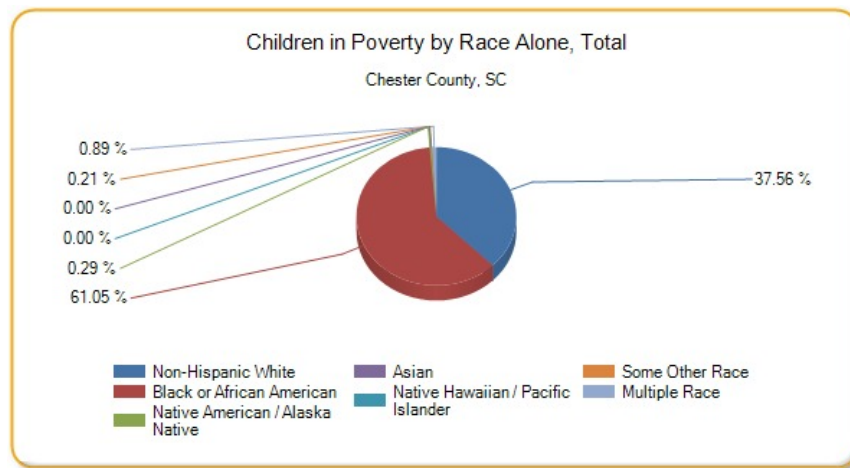 Children in Poverty by Race Alone, Total
Chester County, SC
0.89 %
0.21 %
0.00 %
0.00 %
0.29 %
61.05 %
37.56 %
Non-Hispanic White
Black or African American
Native American / Alaska
Native
Asian
Native Hawaiian / Pacific
Islander
Some Other Race
Multiple Race